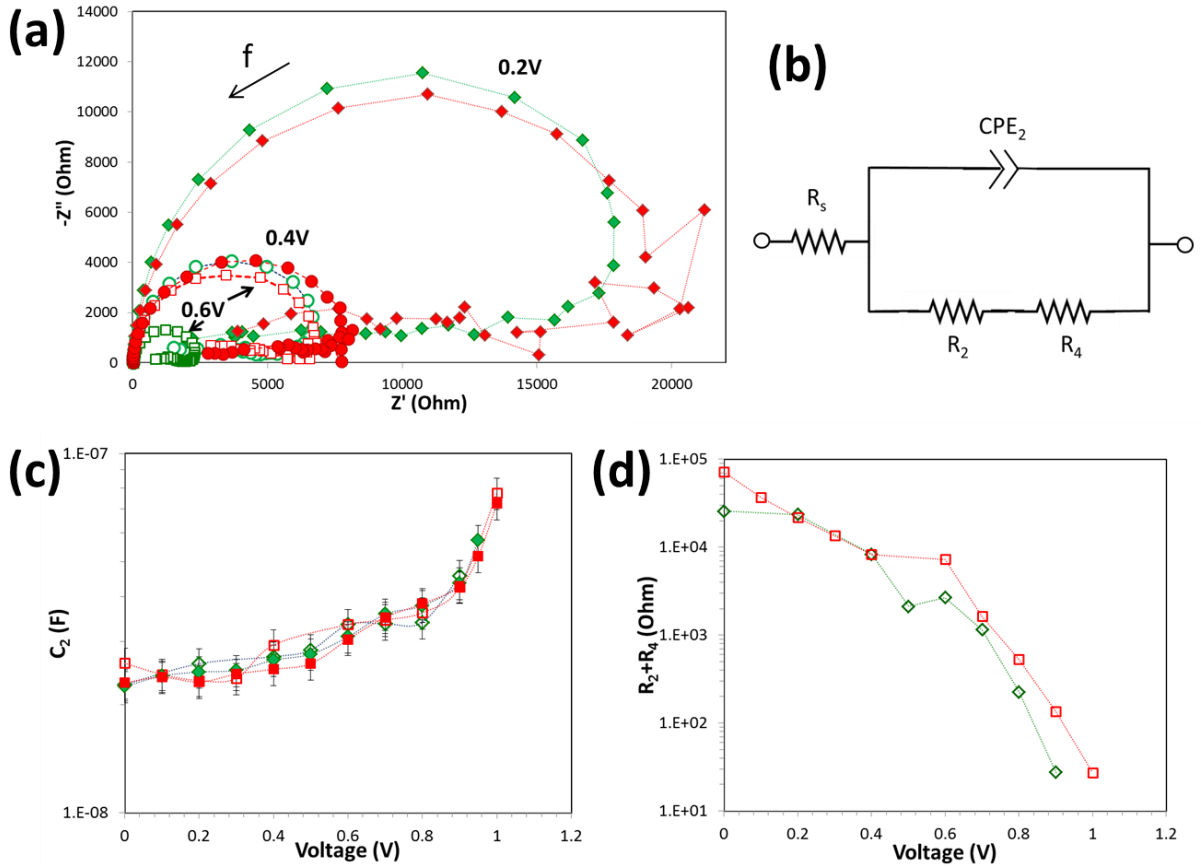 (a)
14000
12000
10000
8000
6000
4000
2000
0
-Z" (Ohm)
f
0.2V
0.4V
0.6V
0 5000 10000 15000 20000
Z' (Ohm)
(b)
CPE2
Rs
R2 R4
(c)
1.E-07
1.E-08
C2 (F)
0 0.2 0.4 0.6 0.8 1 1.2
Voltage (V)
(d)
1.E+05
1.E+04
1.E+03
1.E+02
1.E+01
R2+R4 (Ohm)
0 0.2 0.4 0.6 0.8 1 1.2
Voltage (V)